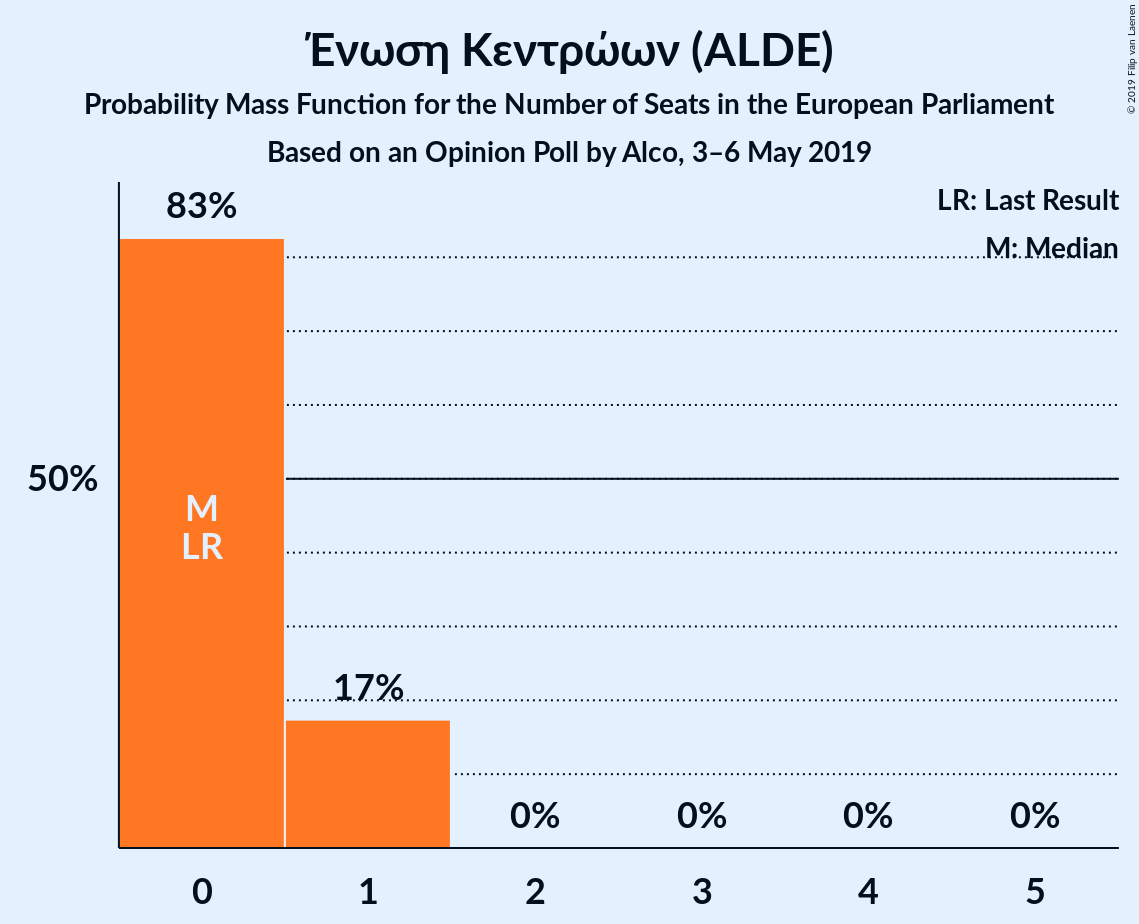 Ένωση Κεντρώων (ALDE)
Probability Mass Function for the Number of Seats in the European Parliament
Based on an Opinion Poll by Alco, 3–6 May 2019
© 2019 Filip van Laenen
LR: Last Result
M: Median
83%
50%
M
LR
17%
0% 0% 0% 0%
0 1 2 3 4 5